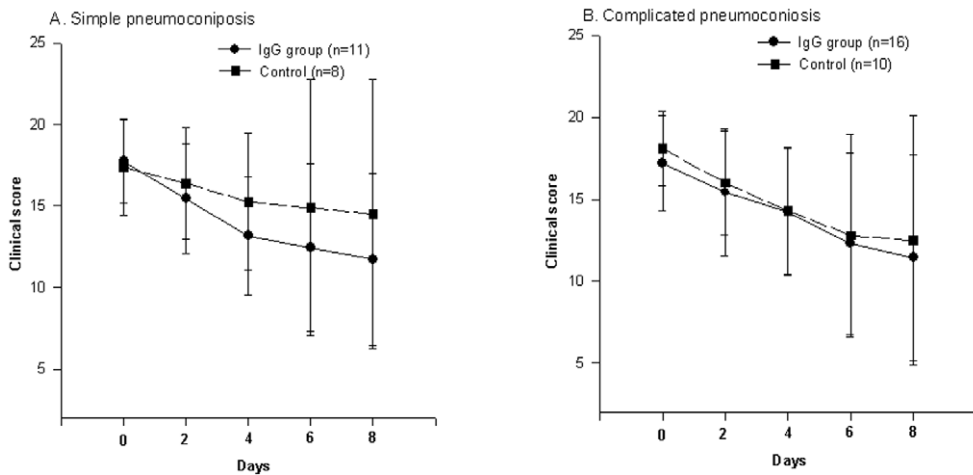 A. Simple pneumoconiposis
25
20
15
10
5
Clinical score
IgG group (n=11)
Control (n=8)
0 2 4 6 8
Days
B. Complicated pneumoconiosis
25
20
15
10
5
Clinical score
IgG group (n=16)
Control (n=10)
0 2 4 6 8
Days